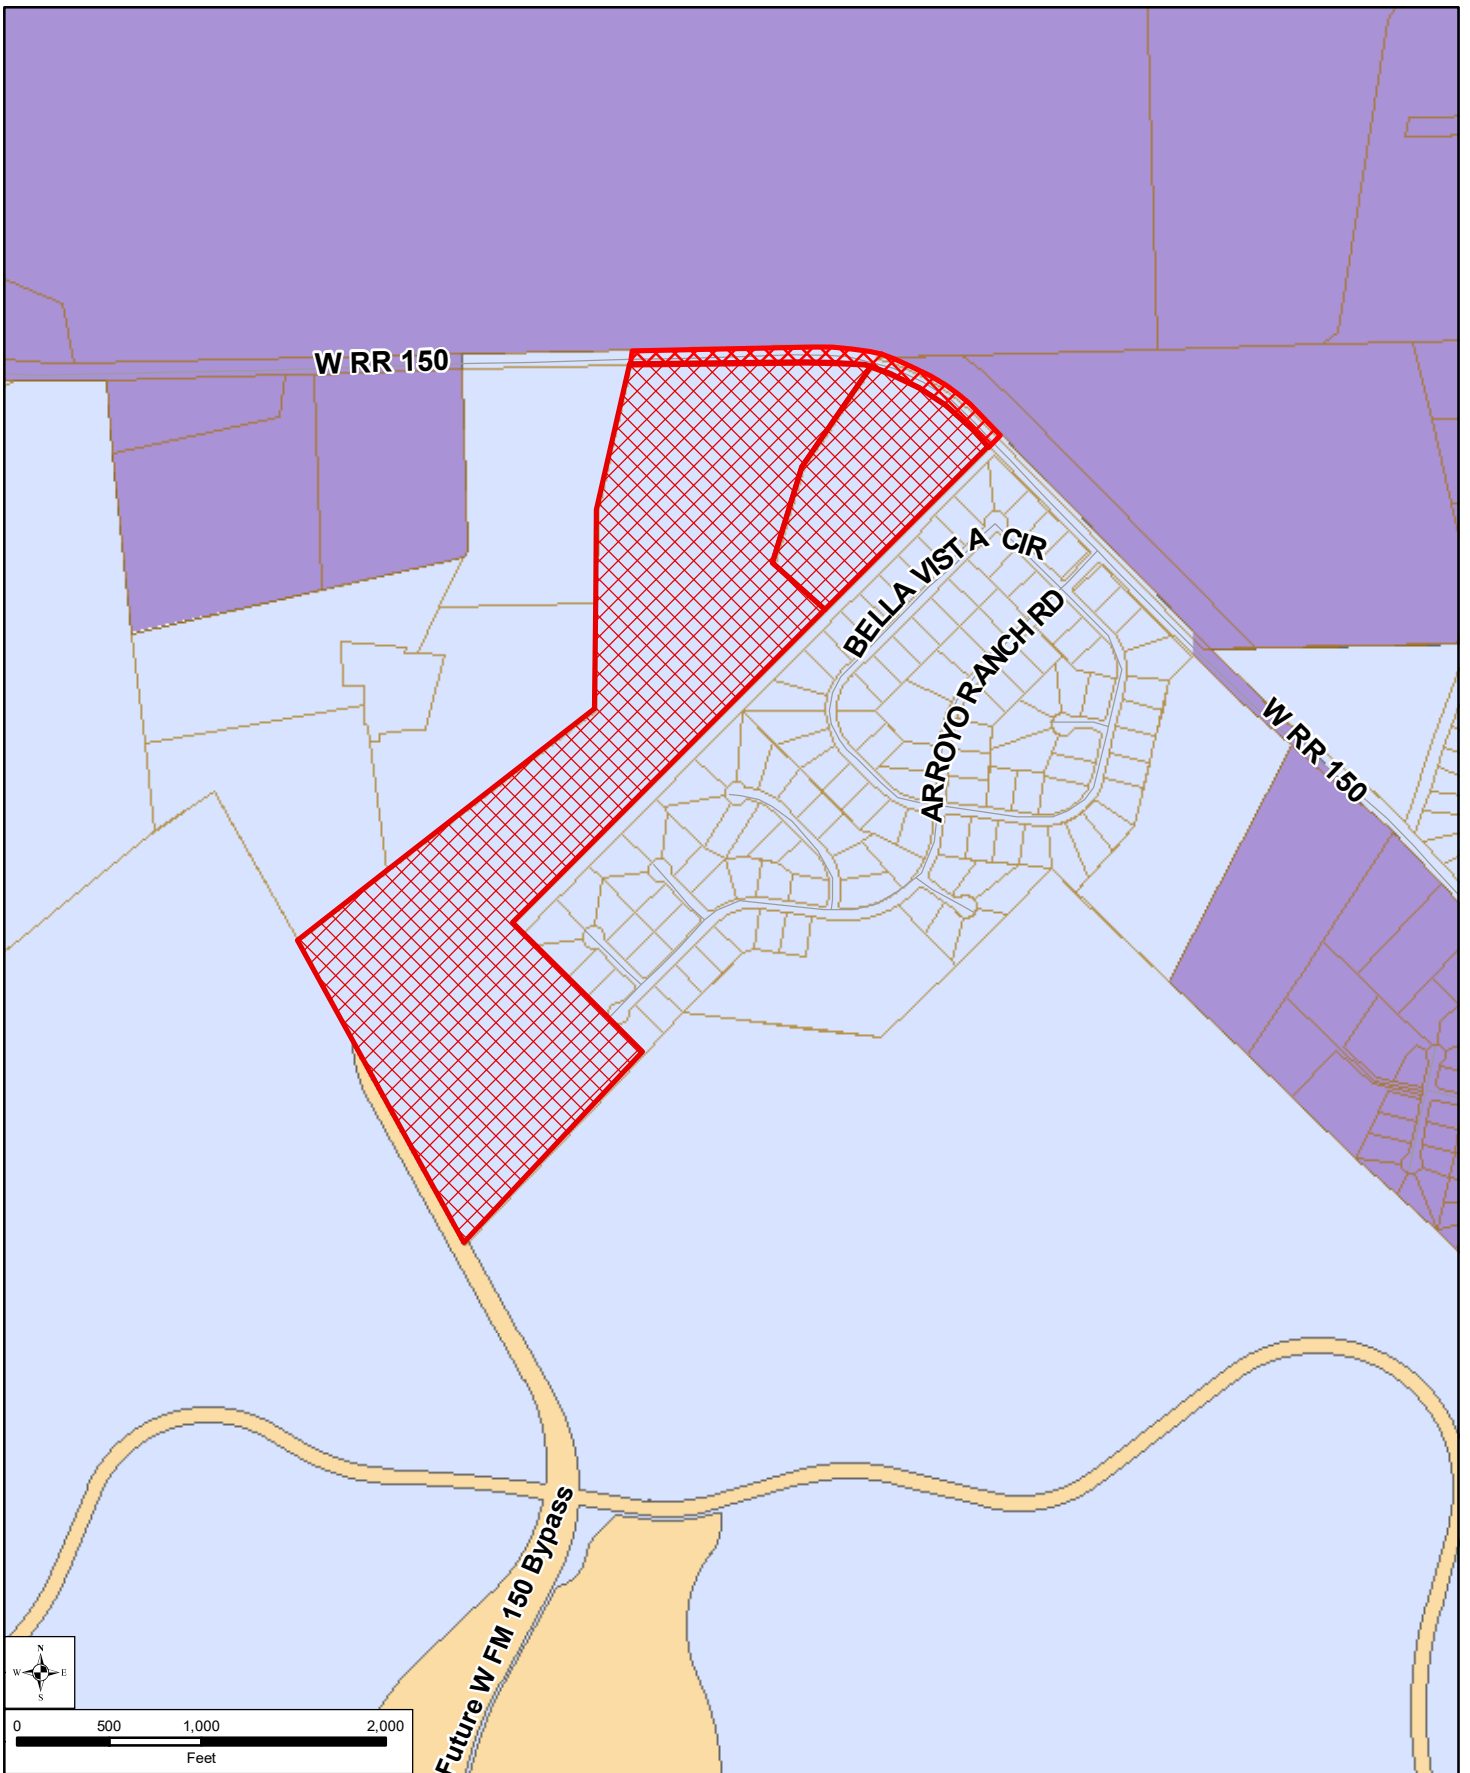 W RR 150
BELLA VISTA CIR
ARROYO RANCH RD
W RR 150
Future W FM 150 Bypass
N
W E
S
0 500 1,000 2,000
Feet